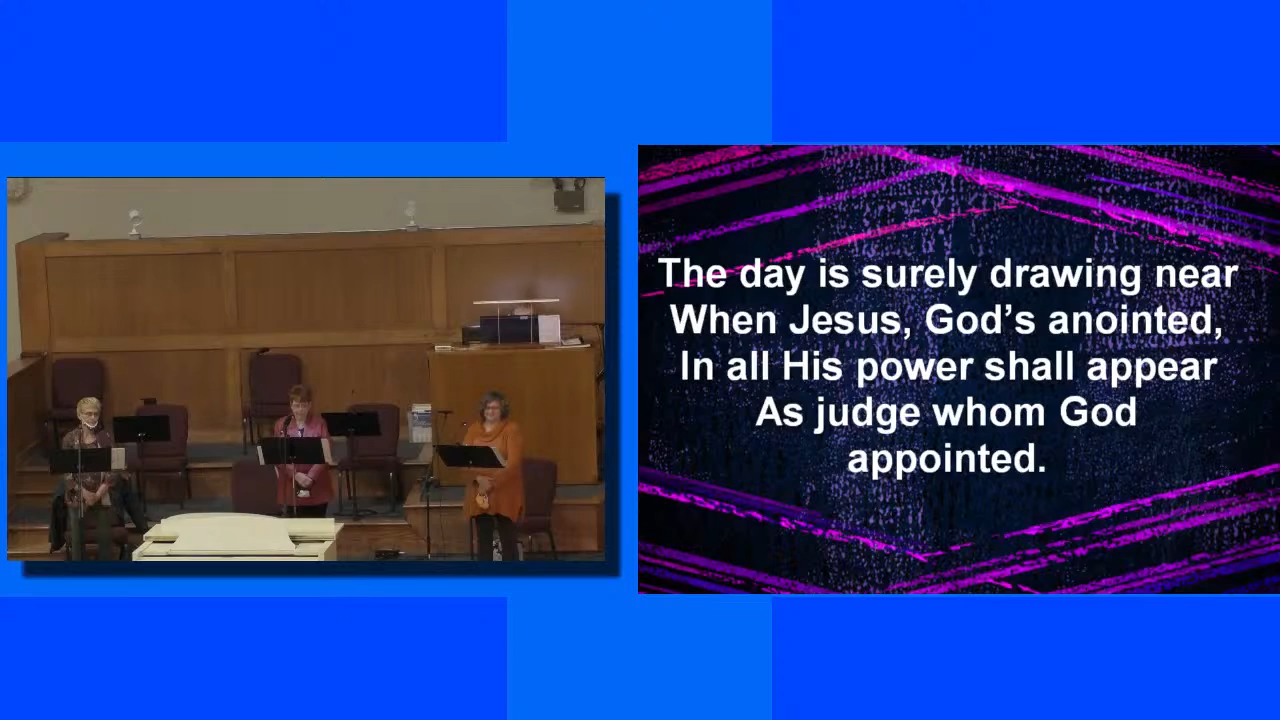 The day is surely drawing near
When Jesus, God’s anointed,
In all His power shall appear
As judge whom God
appointed.